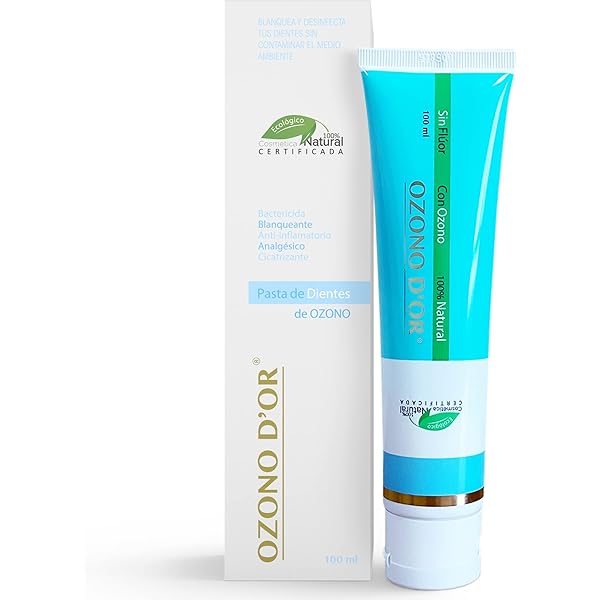 BLANQUEA Y DESINFECTA
TUS DIENTES SIN
CONTAMINAR EL MEDIO
AMBIENTE
Ecológico
100%
Cosmetica Natural
CERTIFICADA
Bactericida
Blanqueante
Anti-inflamatorio
Analgésico
Cicatrizante
Pasta de Dientes
de OZONO
OZONO D'OR®
100 ml
Sin Flúor Con Ozono 100% Natural
100 ml
OZONO D'OR®
Ecológico
100%
Cosmetica Natural
CERTIFICADA